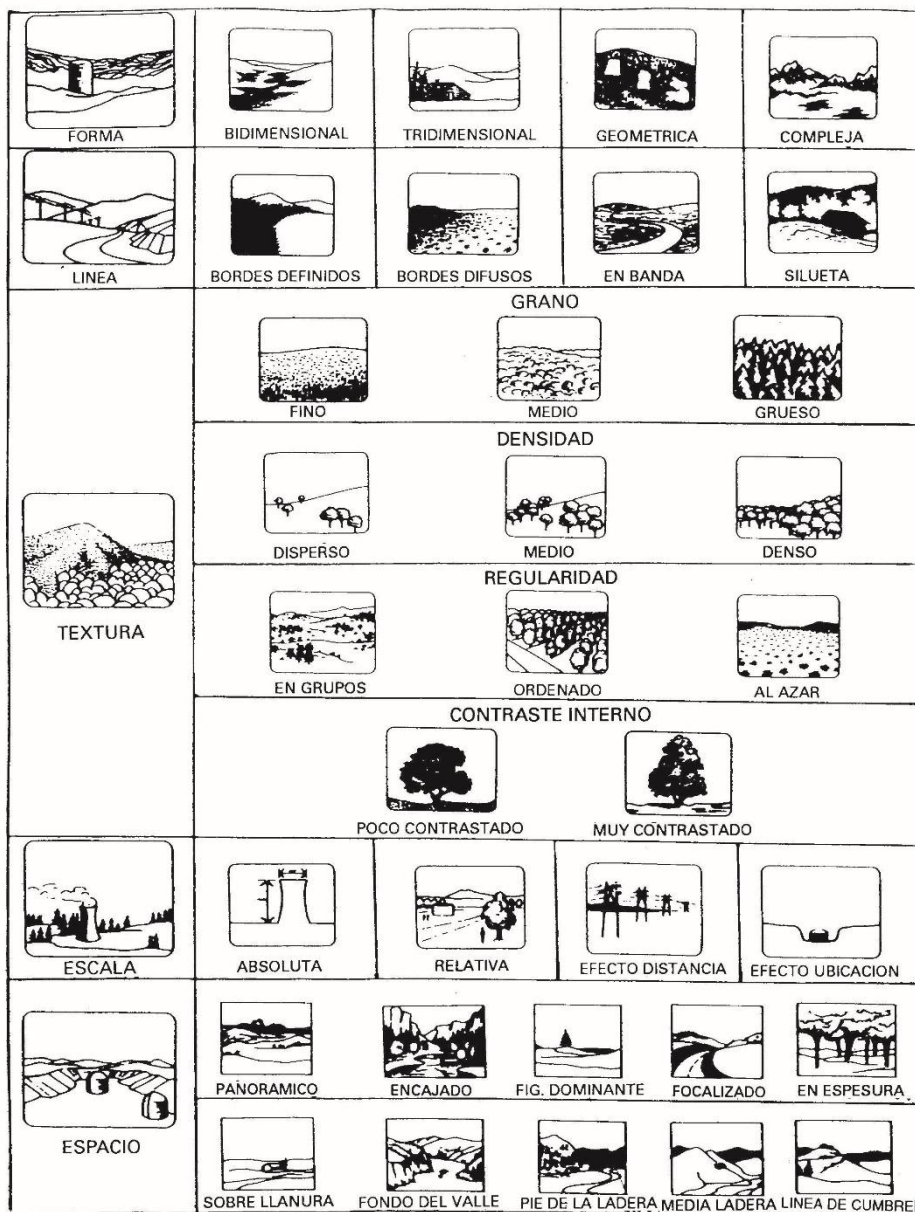 FORMA
BIDIMENSIONAL
TRIDIMENSIONAL
GEOMETRICA
COMPLEJA
LINEA
BORDES DEFINIDOS
BORDES DIFUSOS
EN BANDA
SILUETA
TEXTURA
GRANO
FINO
MEDIO
GRUESO
DENSIDAD
DISPERSO
MEDIO
DENSO
REGULARIDAD
EN GRUPOS
ORDENADO
AL AZAR
CONTRASTE INTERNO
POCO CONTRASTADO
MUY CONTRASTADO
ESCALA
ABSOLUTA
RELATIVA
EFECTO DISTANCIA
EFECTO UBICACION
ESPACIO
PANORAMICO
ENCAJADO
FIG. DOMINANTE
FOCALIZADO
EN ESPESURA
SOBRE LLANURA
FONDO DEL VALLE
PIE DE LA LADERA
MEDIA LADERA
LINEA DE CUMBRE